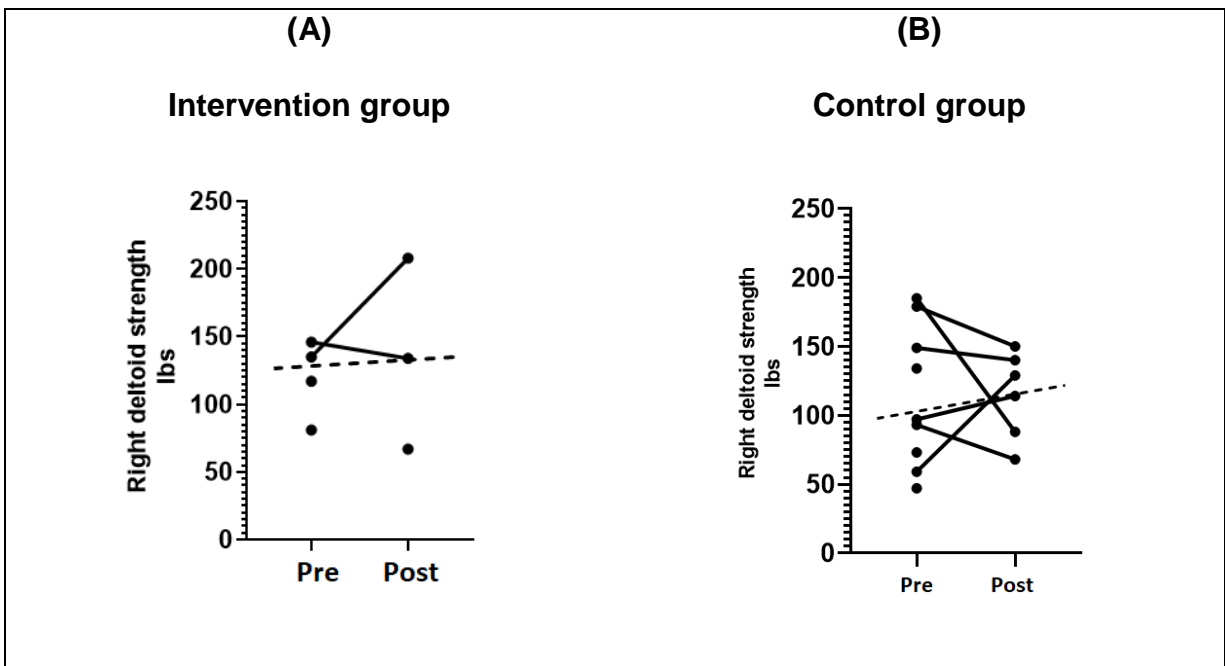 (A)
Intervention group
Right deltoid strength
lbs
250
200
150
100
50
0
Pre Post
(B)
Control group
Right deltoid strength
lbs
250
200
150
100
50
0
Pre Post